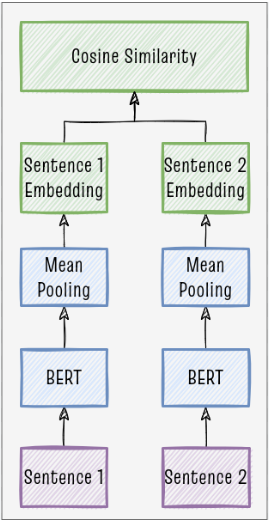 Cosine Similarity
Sentence 1
Embedding
Sentence 2
Embedding
Mean
Pooling
Mean
Pooling
BERT
BERT
Sentence 1
Sentence 2